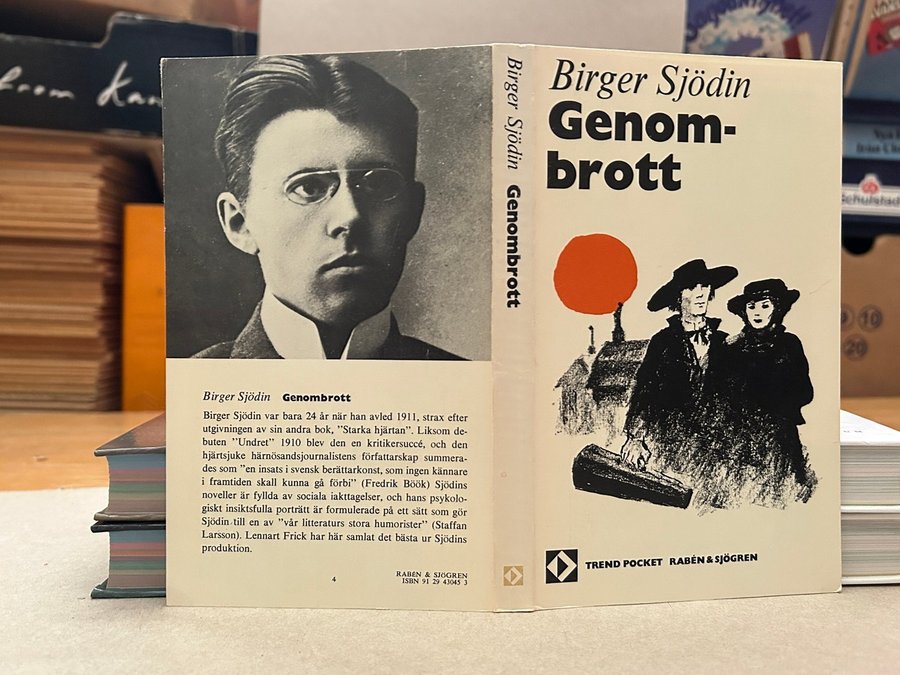 from Kan
Birger Sjödin Genombrott
Birger Sjödin var bara 24 år när han avled 1911, strax efter
utgivningen av sin andra bok, ”Starka hjärtan”. Liksom de-
buten ”Undret” 1910 blev den en kritikersuccé, och den
hjärtsjuke härnösandsjournalistens författarskap summera-
des som ”en insats i svensk berättarkonst, som ingen kännare
i framtiden skall kunna gå förbi” (Fredrik Böök) Sjödins
noveller är fyllda av sociala iakttagelser, och hans psykolo-
giskt insiktsfulla porträtt är formulerade på ett sätt som gör
Sjödin till en av ”vår litteraturs stora humorister” (Staffan
Larsson). Lennart Frick har här samlat det bästa ur Sjödins
produktion.
4
RABÉN & SJÖGREN
ISBN 91 29 43045 3
Birger Sjödin Genombrott
Birger Sjödin
Genom-
brott
TREND POCKET RABÉN & SJÖGREN
9 10
20